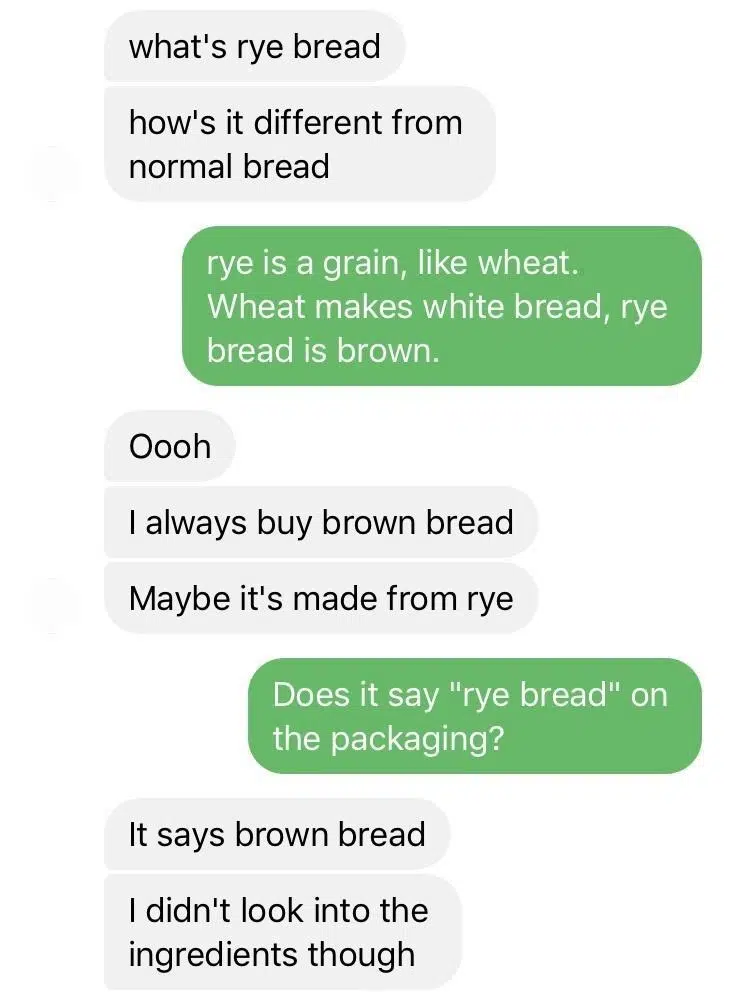 what's rye bread
how's it different from
normal bread
rye is a grain, like wheat.
Wheat makes white bread, rye
bread is brown.
Oooh
I always buy brown bread
Maybe it's made from rye
Does it say "rye bread" on
the packaging?
It says brown bread
I didn't look into the
ingredients though